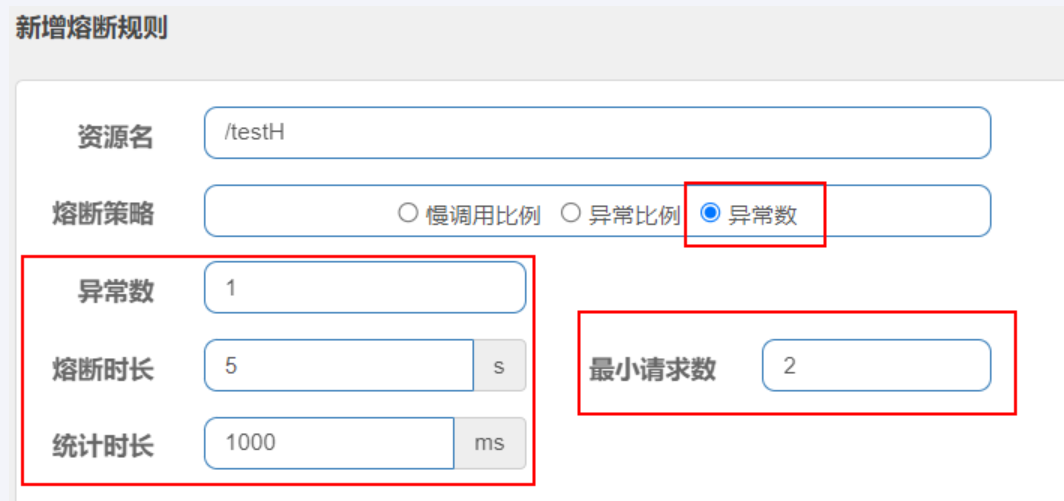 新增熔断规则
资源名 /testH
熔断策略 慢调用比例 异常比例 异常数
异常数 1
熔断时长 5 s 最小请求数 2
统计时长 1000 ms